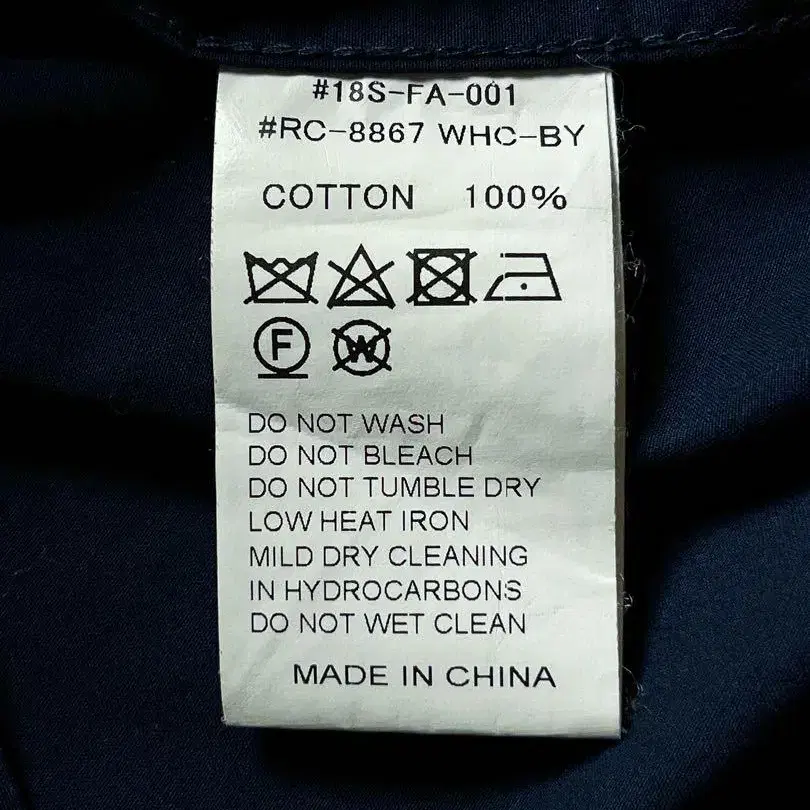 #18S-FA-001
#RC-8867 WHC-BY
COTTON 100%
F W
DO NOT WASH
DO NOT BLEACH
DO NOT TUMBLE DRY
LOW HEAT IRON
MILD DRY CLEANING
IN HYDROCARBONS
DO NOT WET CLEAN
MADE IN CHINA